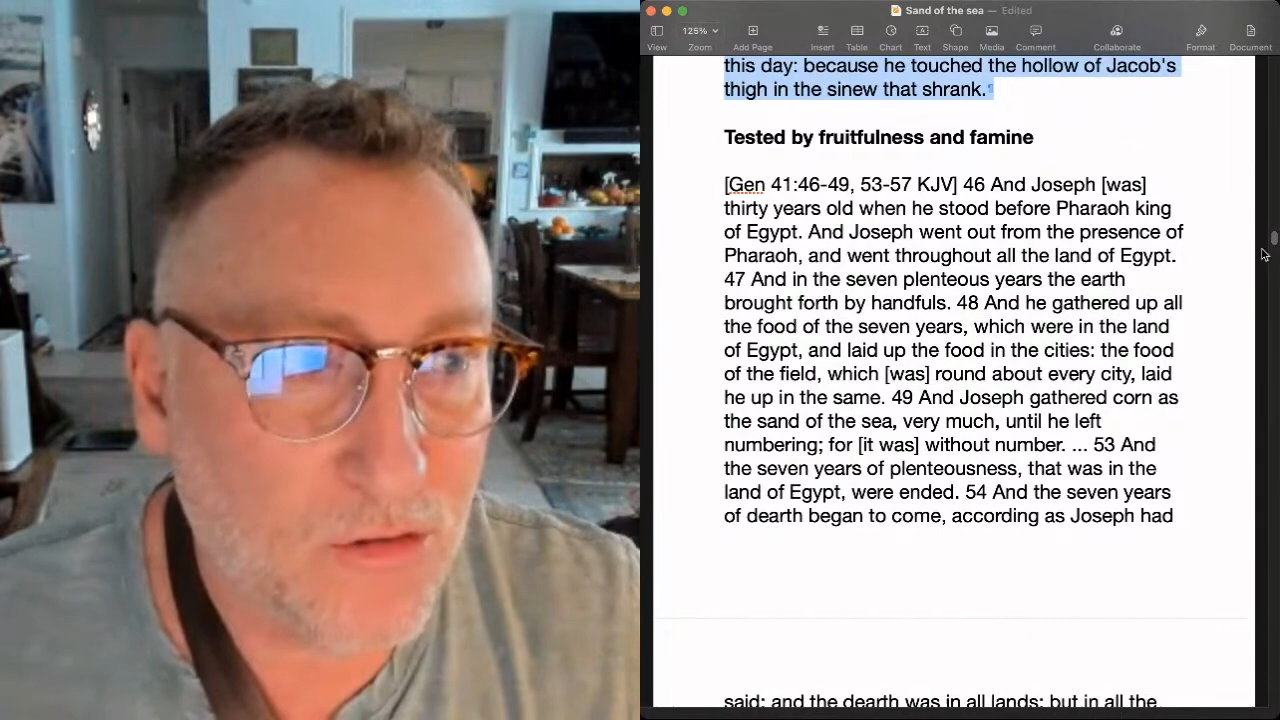 Sand of the sea — Edited
125%
View Zoom Add Page Insert Table Chart Text Shape Media Comment Collaborate Format Document
this day: because he touched the hollow of Jacob's
thigh in the sinew that shrank.
Tested by fruitfulness and famine
[Gen 41:46-49, 53-57 KJV] 46 And Joseph [was]
thirty years old when he stood before Pharaoh king
of Egypt. And Joseph went out from the presence of
Pharaoh, and went throughout all the land of Egypt.
47 And in the seven plenteous years the earth
brought forth by handfuls. 48 And he gathered up all
the food of the seven years, which were in the land
of Egypt, and laid up the food in the cities: the food
of the field, which [was] round about every city, laid
he up in the same. 49 And Joseph gathered corn as
the sand of the sea, very much, until he left
numbering; for [it was] without number. ... 53 And
the seven years of plenteousness, that was in the
land of Egypt, were ended. 54 And the seven years
of dearth began to come, according as Joseph had
said: and the dearth was in all lands; but in all the